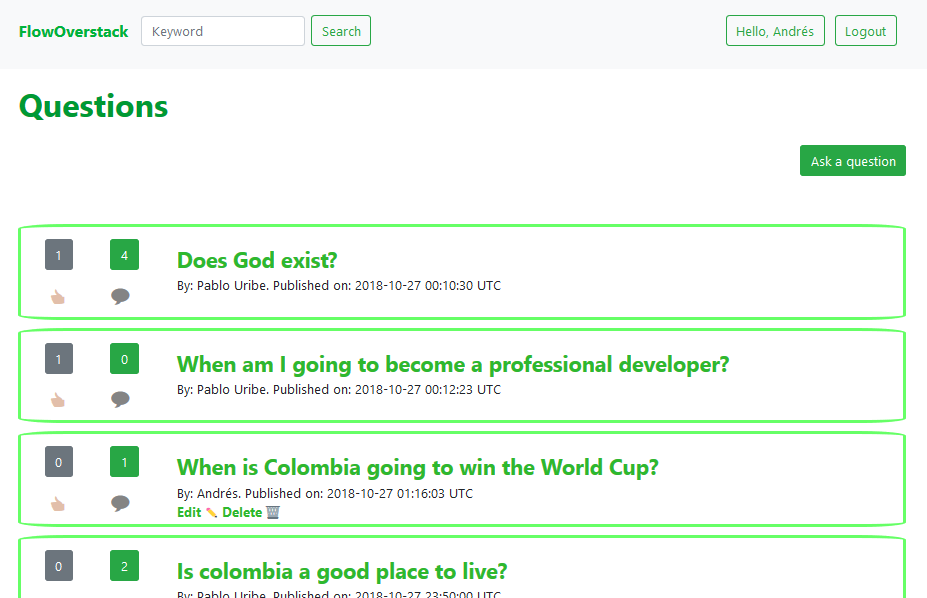 FlowOverstack Keyword Search Hello, Andrés Logout
Questions
Ask a question
1 4 Does God exist?
By: Pablo Uribe. Published on: 2018-10-27 00:10:30 UTC
1 0 When am I going to become a professional developer?
By: Pablo Uribe. Published on: 2018-10-27 00:12:23 UTC
0 1 When is Colombia going to win the World Cup?
By: Andrés. Published on: 2018-10-27 01:16:03 UTC
Edit Delete
0 2 Is colombia a good place to live?
By: Pablo Uribe. Published on: 2018-10-27 23:50:00 UTC